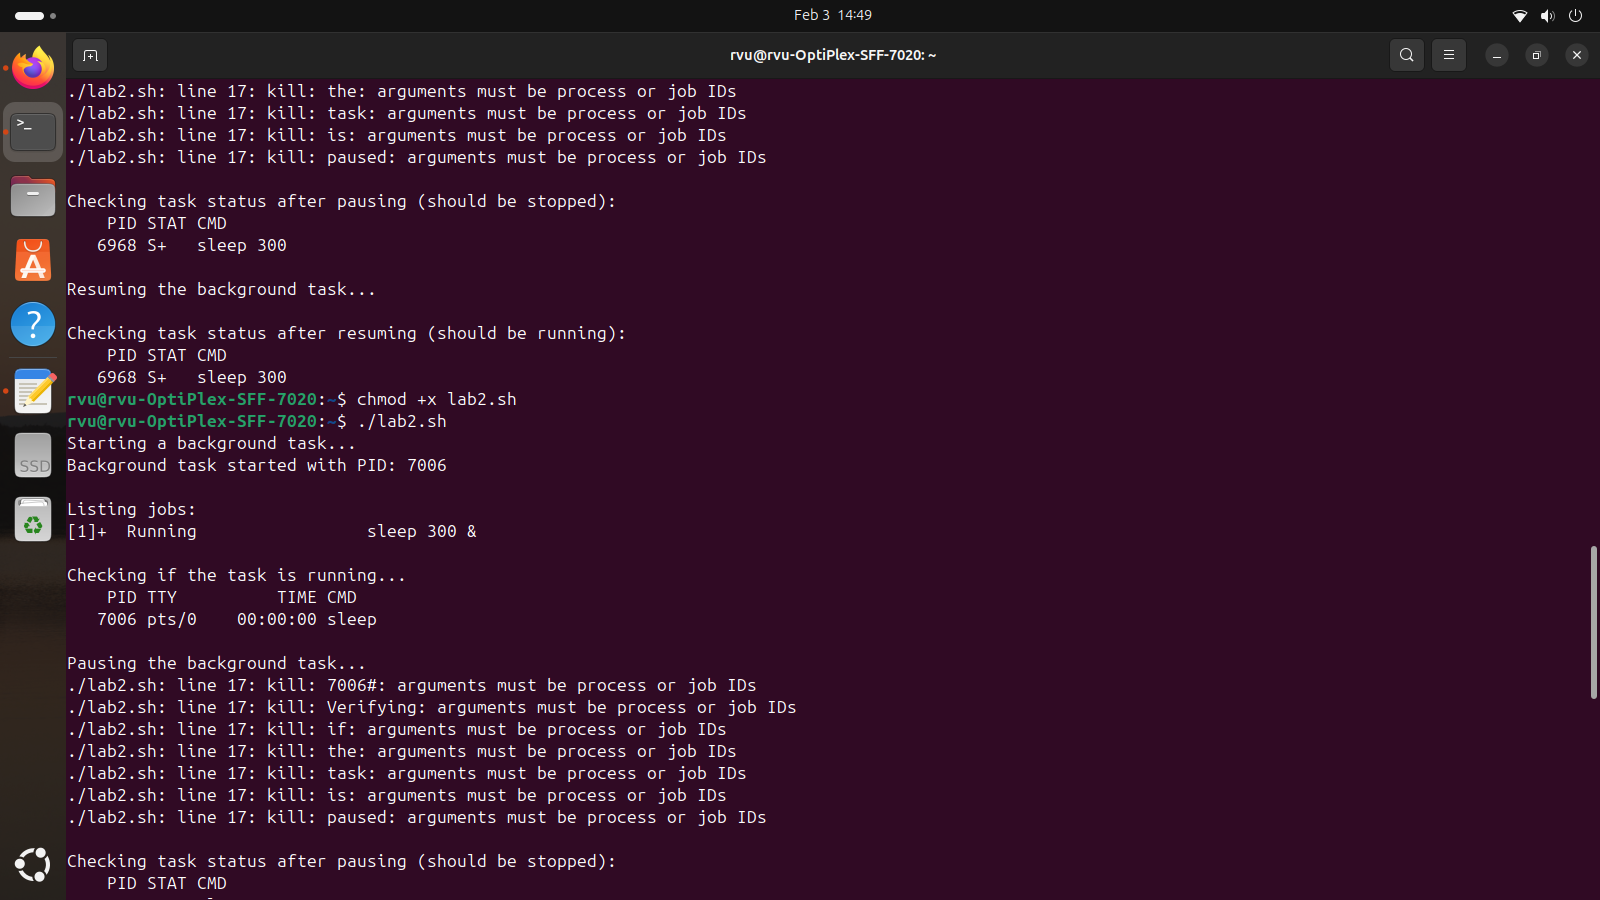 Feb 3 14:49
rvu@rvu-OptiPlex-SFF-7020: ~
./lab2.sh: line 17: kill: the: arguments must be process or job IDs
./lab2.sh: line 17: kill: task: arguments must be process or job IDs
./lab2.sh: line 17: kill: is: arguments must be process or job IDs
./lab2.sh: line 17: kill: paused: arguments must be process or job IDs
Checking task status after pausing (should be stopped):
    PID STAT CMD
   6968 S+   sleep 300
Resuming the background task...
Checking task status after resuming (should be running):
    PID STAT CMD
   6968 S+   sleep 300
rvu@rvu-OptiPlex-SFF-7020:~$ chmod +x lab2.sh
rvu@rvu-OptiPlex-SFF-7020:~$ ./lab2.sh
Starting a background task...
Background task started with PID: 7006
Listing jobs:
[1]+  Running                 sleep 300 &
Checking if the task is running...
    PID TTY          TIME CMD
   7006 pts/0    00:00:00 sleep
Pausing the background task...
./lab2.sh: line 17: kill: 7006#: arguments must be process or job IDs
./lab2.sh: line 17: kill: Verifying: arguments must be process or job IDs
./lab2.sh: line 17: kill: if: arguments must be process or job IDs
./lab2.sh: line 17: kill: the: arguments must be process or job IDs
./lab2.sh: line 17: kill: task: arguments must be process or job IDs
./lab2.sh: line 17: kill: is: arguments must be process or job IDs
./lab2.sh: line 17: kill: paused: arguments must be process or job IDs
Checking task status after pausing (should be stopped):
    PID STAT CMD
SSD